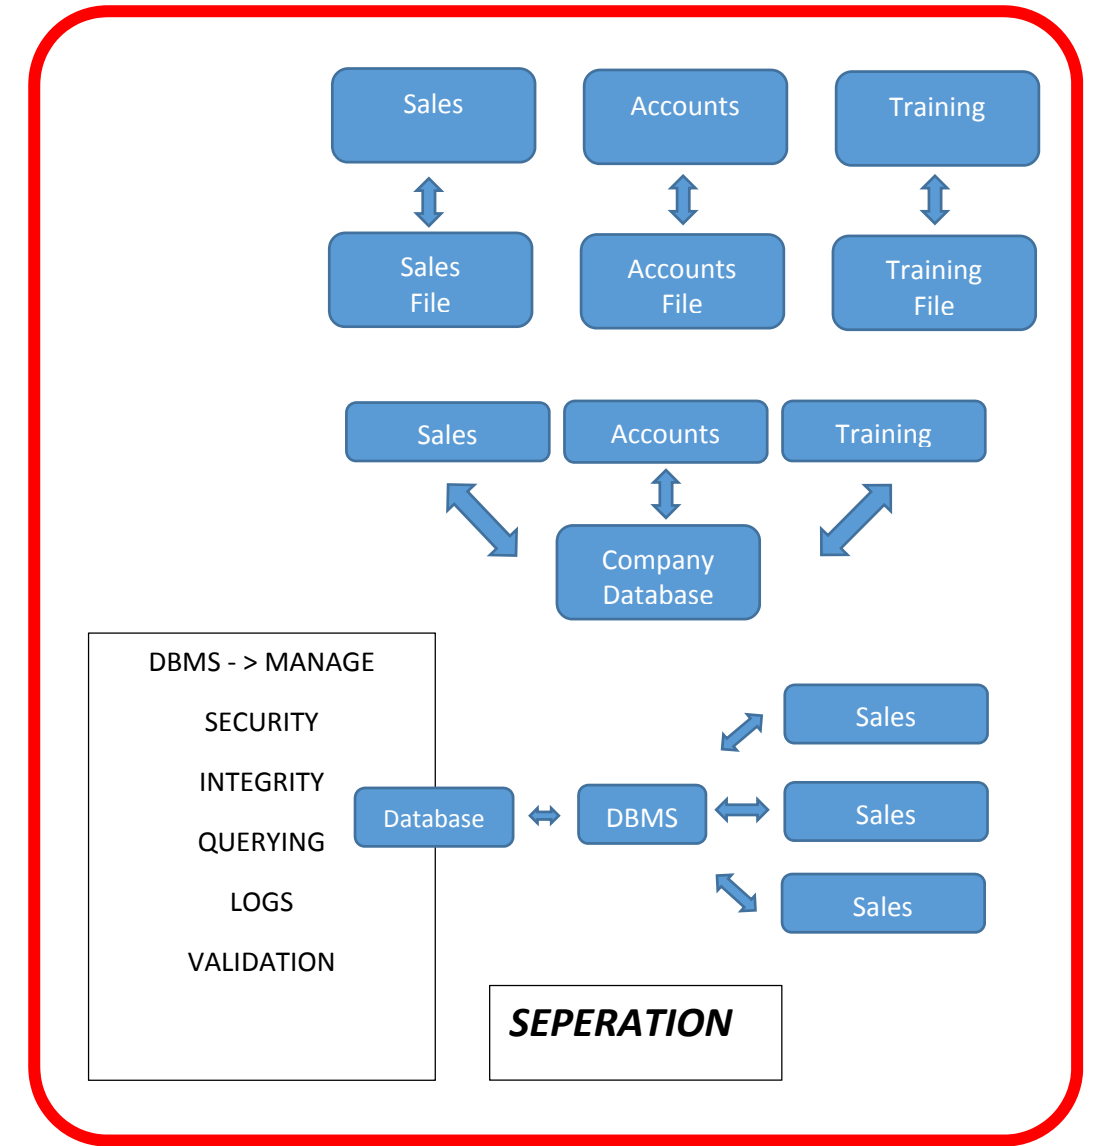 Sales
Accounts
Training
Sales
File
Accounts
File
Training
File
Sales
Accounts
Training
Company
Database
DBMS - > MANAGE
SECURITY
INTEGRITY
QUERYING
LOGS
VALIDATION
Database
DBMS
Sales
Sales
Sales
SEPERATION